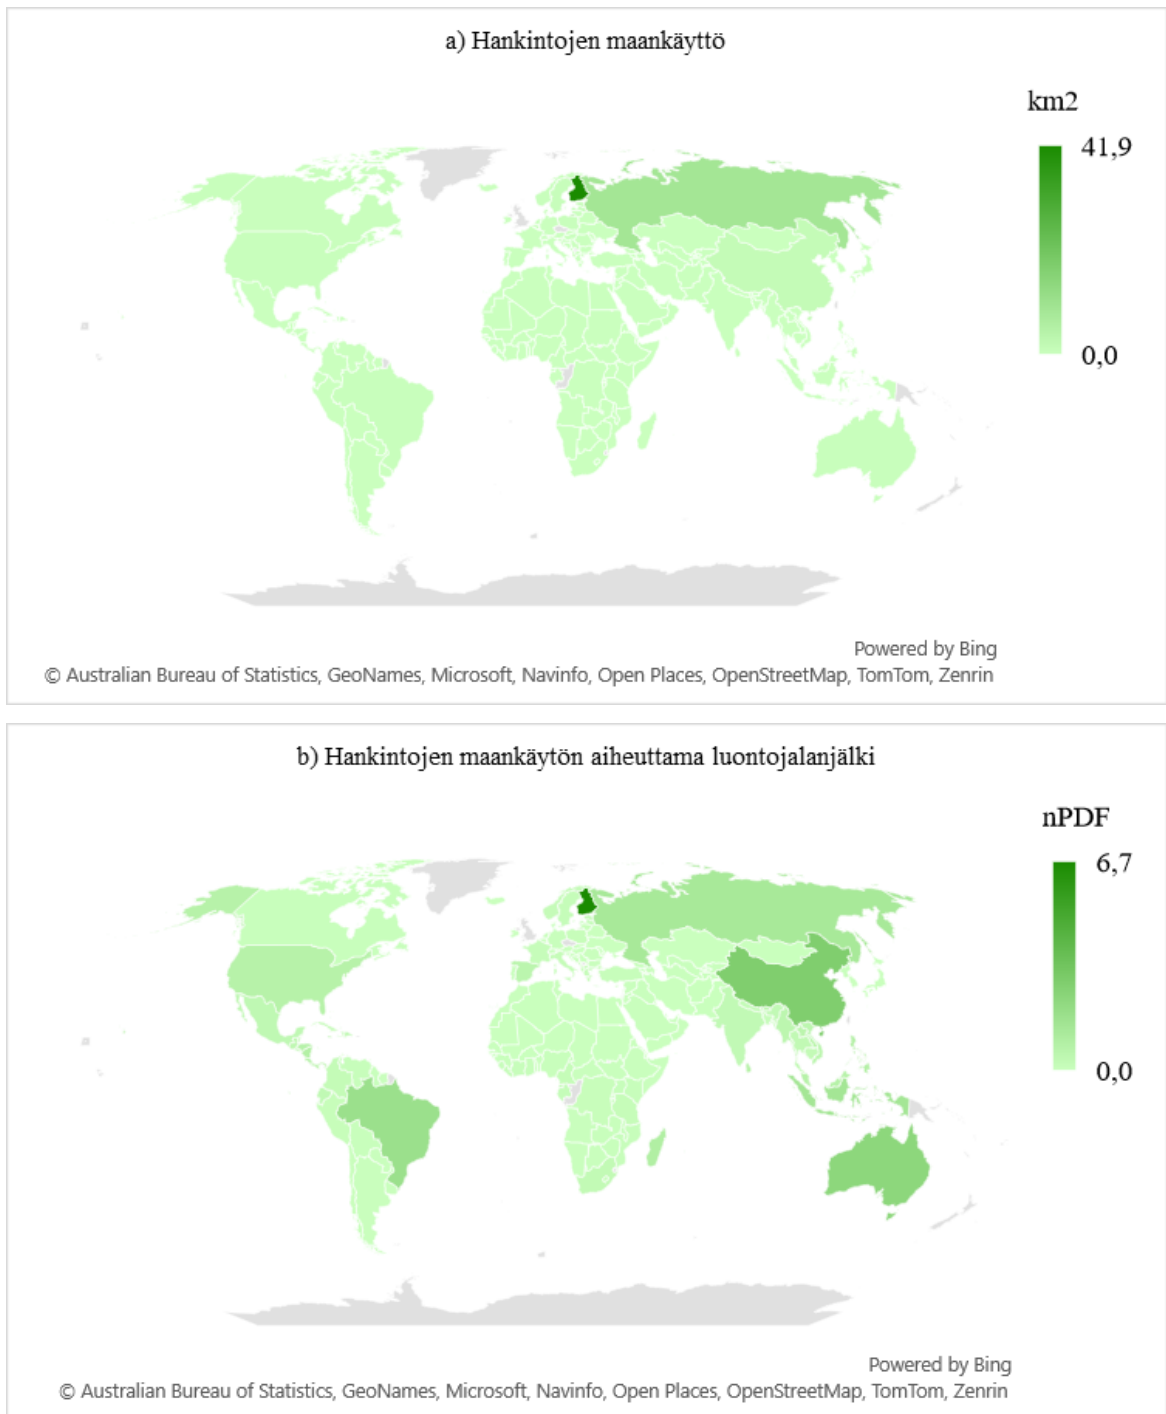 a) Hankintojen maankäyttö
km2
41,9
0,0
Powered by Bing
© Australian Bureau of Statistics, GeoNames, Microsoft, Navinfo, Open Places, OpenStreetMap, TomTom, Zenrin
b) Hankintojen maankäytön aiheuttama luontojalanjälki
nPDF
6,7
0,0
Powered by Bing
© Australian Bureau of Statistics, GeoNames, Microsoft, Navinfo, Open Places, OpenStreetMap, TomTom, Zenrin